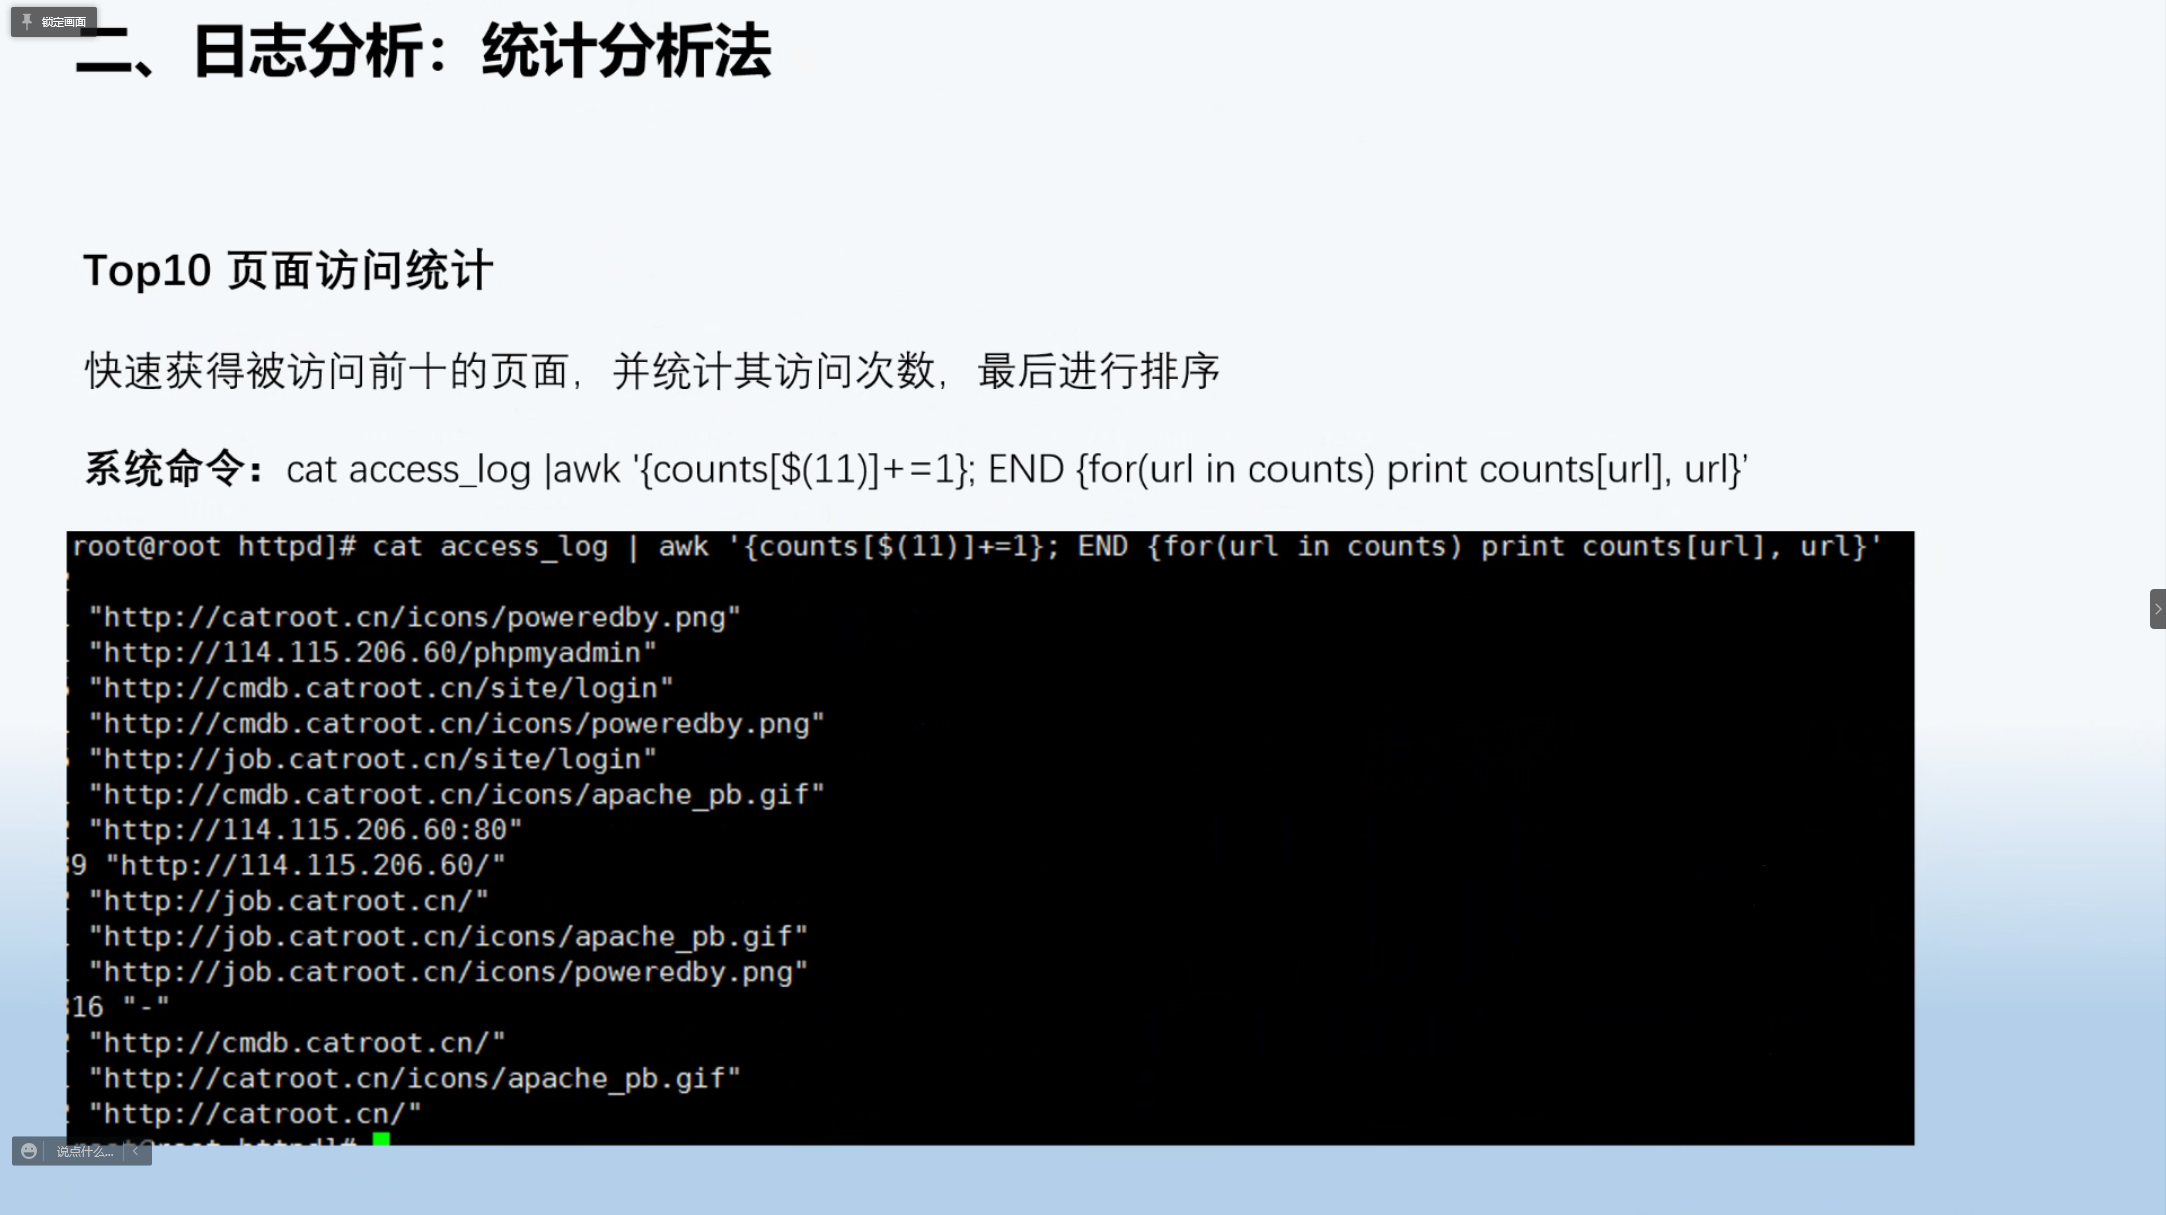 锁定画面
二、日志分析：统计分析法
Top10 页面访问统计
快速获得被访问前十的页面，并统计其访问次数，最后进行排序
系统命令：cat access_log |awk '{counts[$(11)]+=1}; END {for(url in counts) print counts[url], url}’
root@root httpd]# cat access_log | awk '{counts[$(11)]+=1}; END {for(url in counts) print counts[url], url}'
"http://catroot.cn/icons/poweredby.png"
"http://114.115.206.60/phpmyadmin"
"http://cmdb.catroot.cn/site/login"
"http://cmdb.catroot.cn/icons/poweredby.png"
"http://job.catroot.cn/site/login"
"http://cmdb.catroot.cn/icons/apache_pb.gif"
"http://114.115.206.60:80"
39 "http://114.115.206.60/"
"http://job.catroot.cn/"
"http://job.catroot.cn/icons/apache_pb.gif"
"http://job.catroot.cn/icons/poweredby.png"
316 "-"
"http://cmdb.catroot.cn/"
"http://catroot.cn/icons/apache_pb.gif"
"http://catroot.cn/"
root@root httpd]#
说点什么...